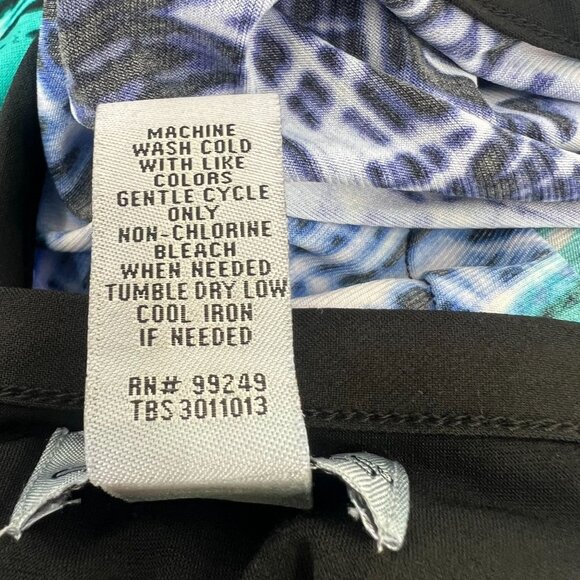 MACHINE
WASH COLD
WITH LIKE
COLORS
GENTLE CYCLE
ONLY
NON-CHLORINE
BLEACH
WHEN NEEDED
TUMBLE DRY LOW
COOL IRON
IF NEEDED
RN# 99249
TBS 3011013